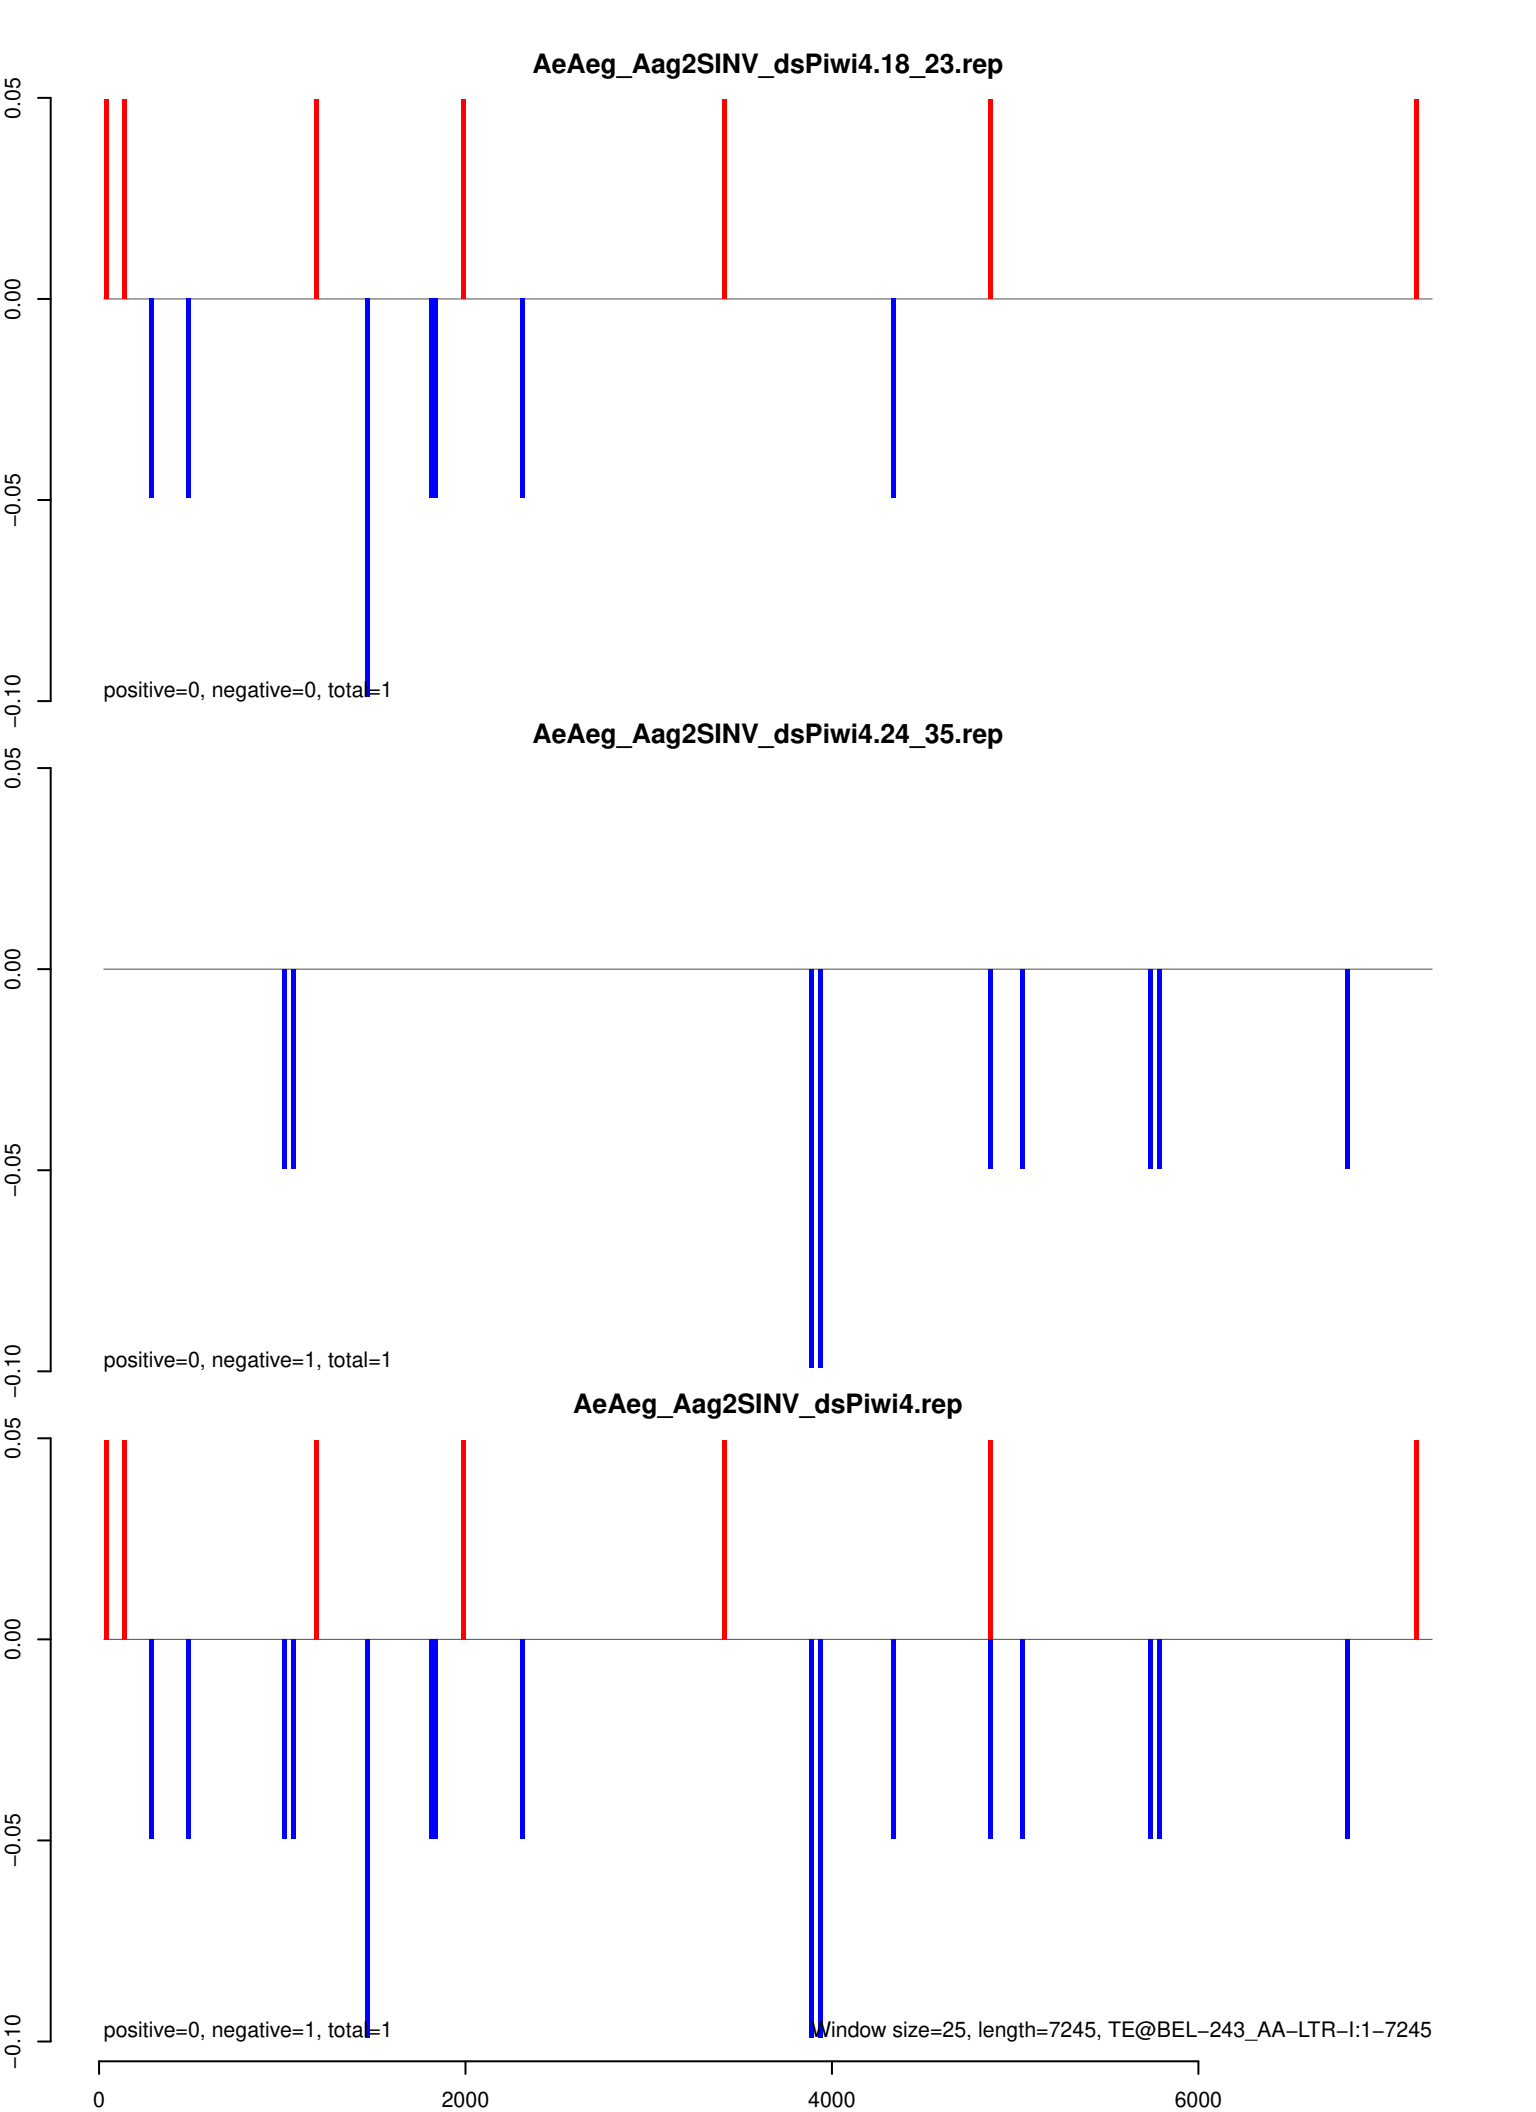 AeAeg_Aag2SINV_dsPiwi4.18_23.rep
0.05
0.00
−0.05
−0.10
positive=0, negative=0, total=1
AeAeg_Aag2SINV_dsPiwi4.24_35.rep
0.05
0.00
−0.05
−0.10
positive=0, negative=1, total=1
AeAeg_Aag2SINV_dsPiwi4.rep
0.05
0.00
−0.05
−0.10
positive=0, negative=1, total=1
Window size=25, length=7245, TE@BEL−243_AA−LTR−I:1−7245
0 2000 4000 6000